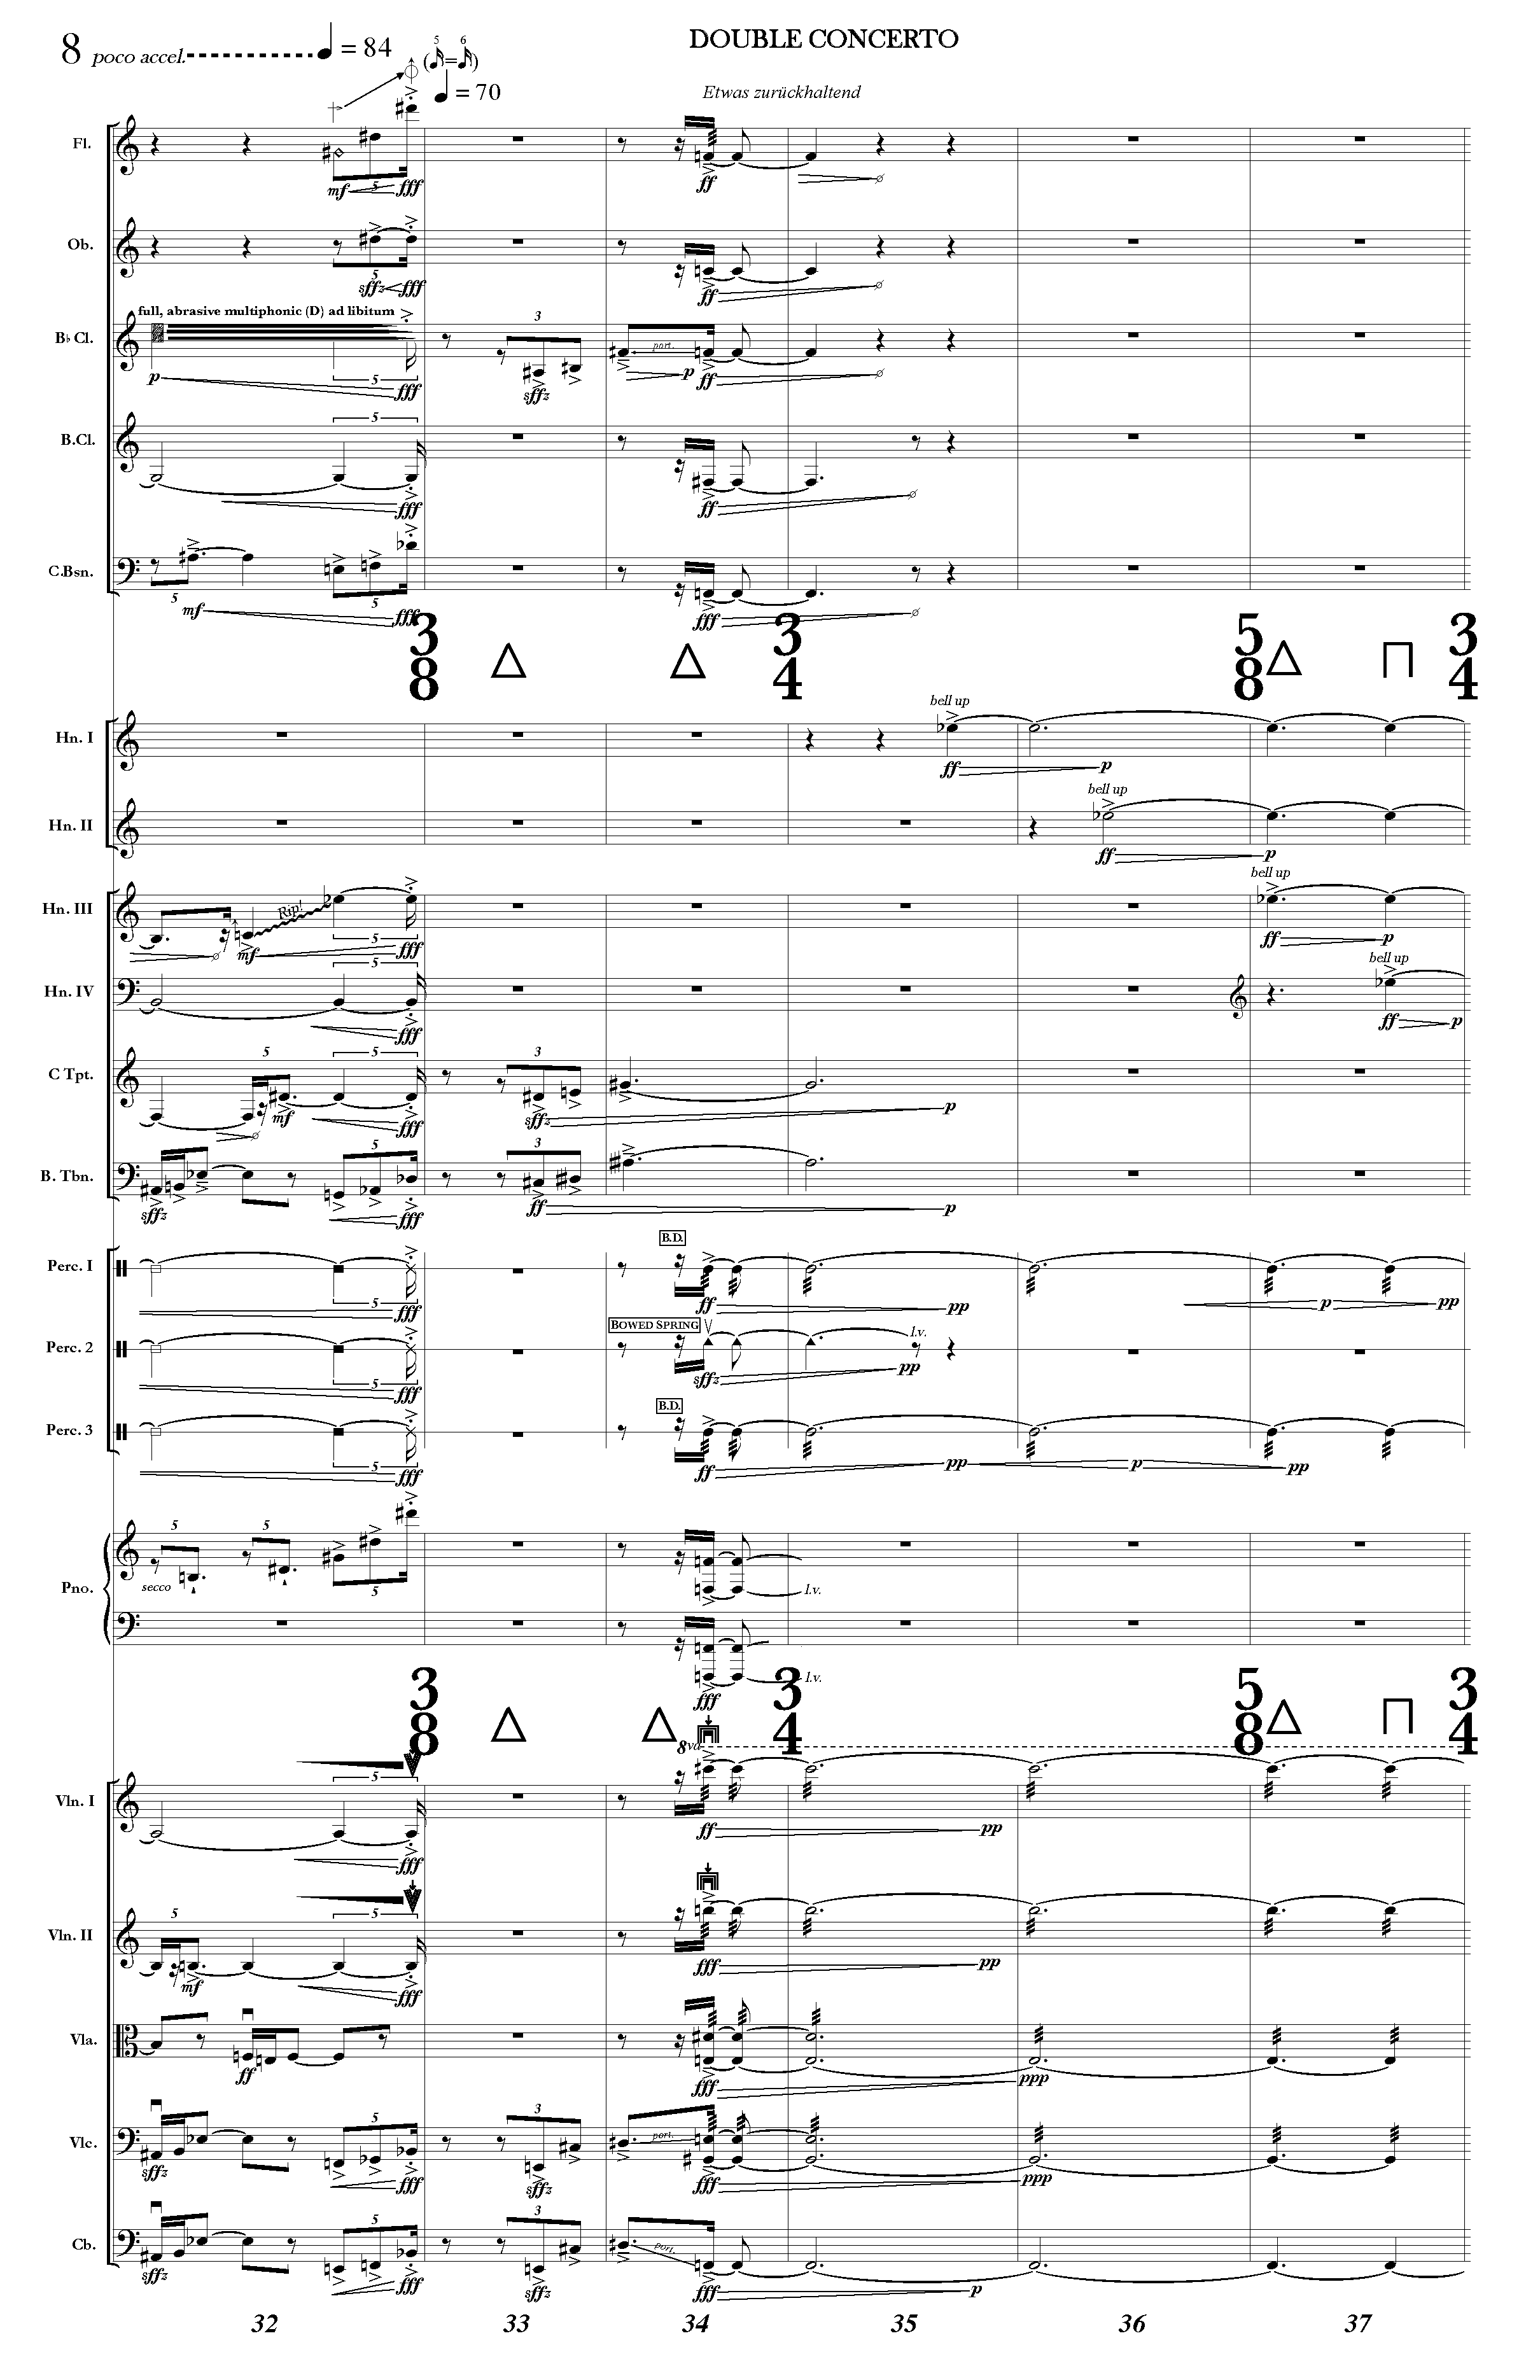 8 poco accel. = 84
DOUBLE CONCERTO
(5 = 6)
= 70
Etwas zurückhaltend
Fl.
mf 5 fff ff
Ob.
5 sffz fff ff
full, abrasive multiphonic (D) ad libitum
B♭ Cl.
3 port.
p 5 fff sffz p ff
B.Cl.
5
fff ff
C.Bsn.
5 mf 5 fff fff
3 3 5 3
8 4 8 4
bell up
Hn. I
ff p
bell up
Hn. II
ff p
bell up
Hn. III
Rip!
mf 5 fff ff p
bell up
Hn. IV
5
fff ff p
C Tpt.
5 5 3
mf fff sffz p
B. Tbn.
5 3
sffz fff ff p
B.D.
Perc. I
5 fff ff pp p pp
BOWED SPRING
l.v.
Perc. 2
5 fff sffz pp
B.D.
Perc. 3
5 fff ff pp p pp
5 5
Pno.
secco 5 l.v.
l.v.
fff
3 3 5 3
8 4 8 4
8va
Vln. I
5
fff ff pp
Vln. II
5 5
mf fff fff pp
Vla.
ff fff ppp
Vlc.
5 3 port.
sffz fff sffz fff ppp
Cb.
5 3 port.
sffz fff sffz fff p
32 33 34 35 36 37